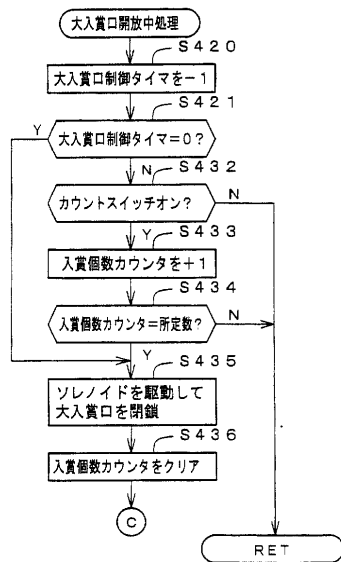 大入賞口開放中処理
S420
大入賞口制御タイマを－1
S421
Y
大入賞口制御タイマ＝0？
N
S432
カウントスイッチオン？
N
Y
S433
入賞個数カウンタを＋1
S434
入賞個数カウンタ＝所定数？
N
Y
S435
ソレノイドを駆動して
大入賞口を閉鎖
S436
入賞個数カウンタをクリア
C
RET